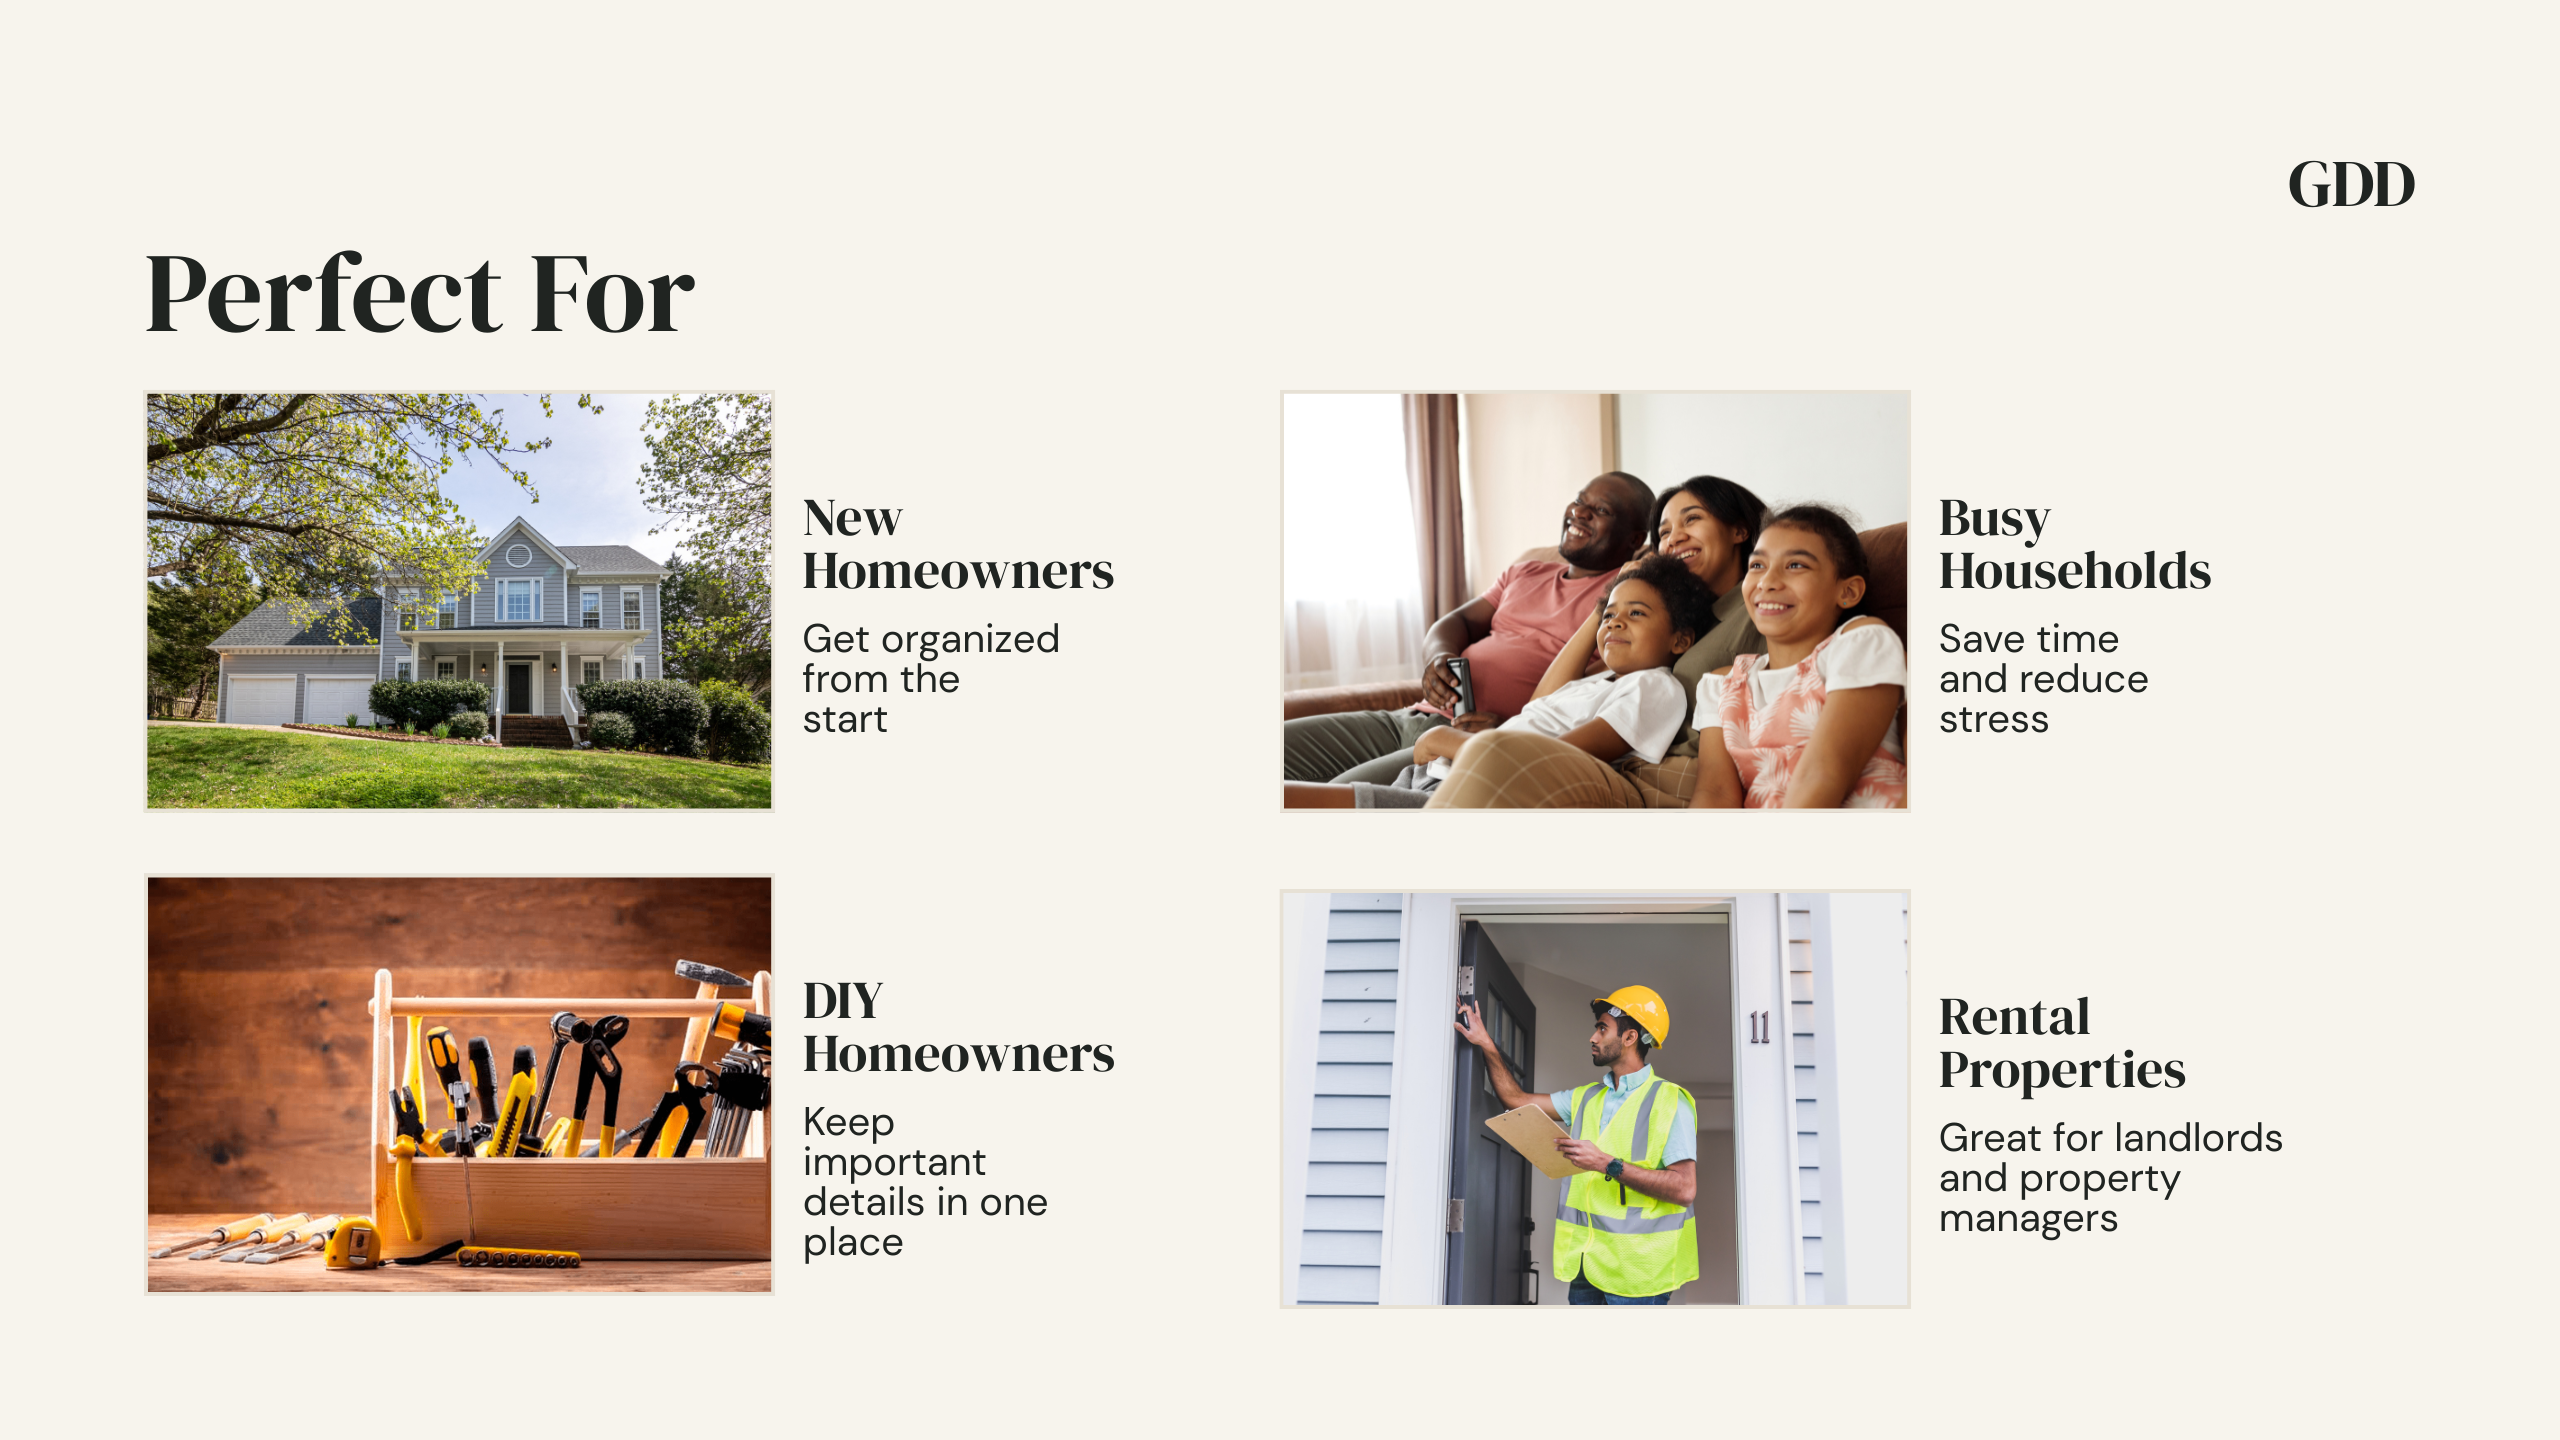 GDD
Perfect For
New
Homeowners
Get organized
from the
start
Busy
Households
Save time
and reduce
stress
DIY
Homeowners
Keep
important
details in one
place
11
Rental
Properties
Great for landlords
and property
managers